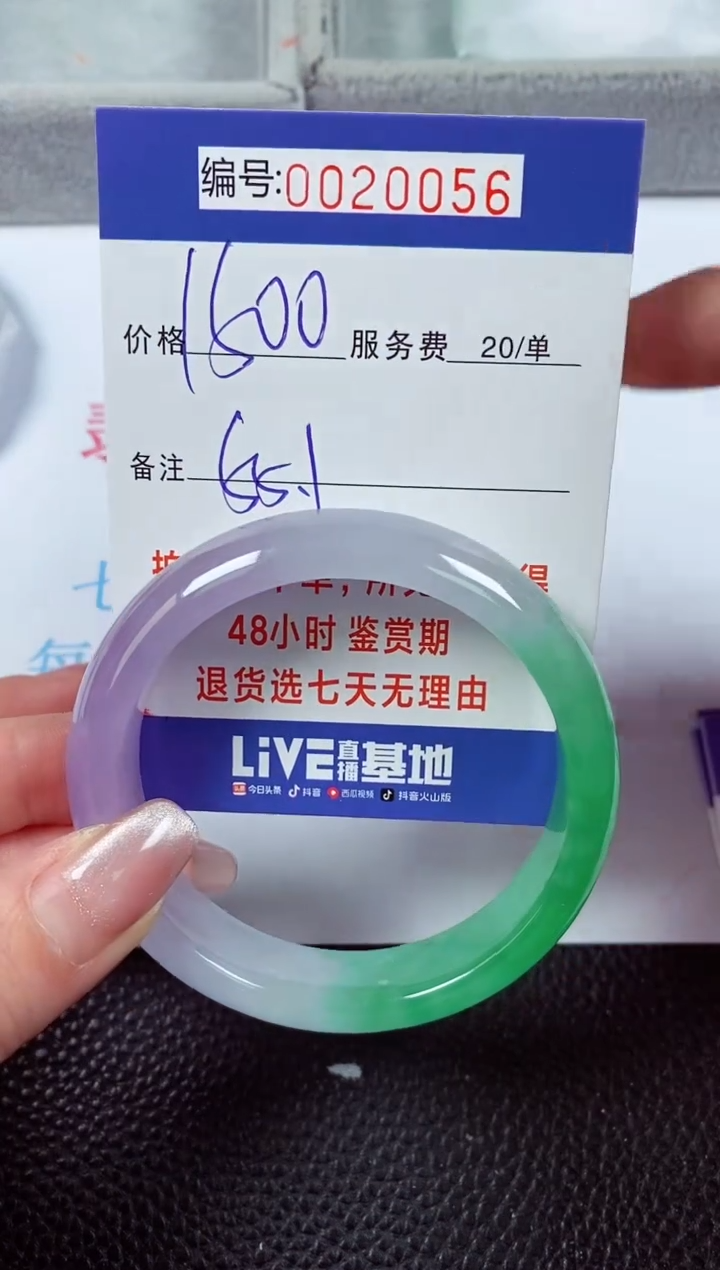 编号:0020056
价格 1600 服务费 20/单
备注 55.1
48小时 鉴赏期
退货选七天无理由
LiVE直播基地
今日头条 抖音 西瓜视频 抖音火山版
七
每